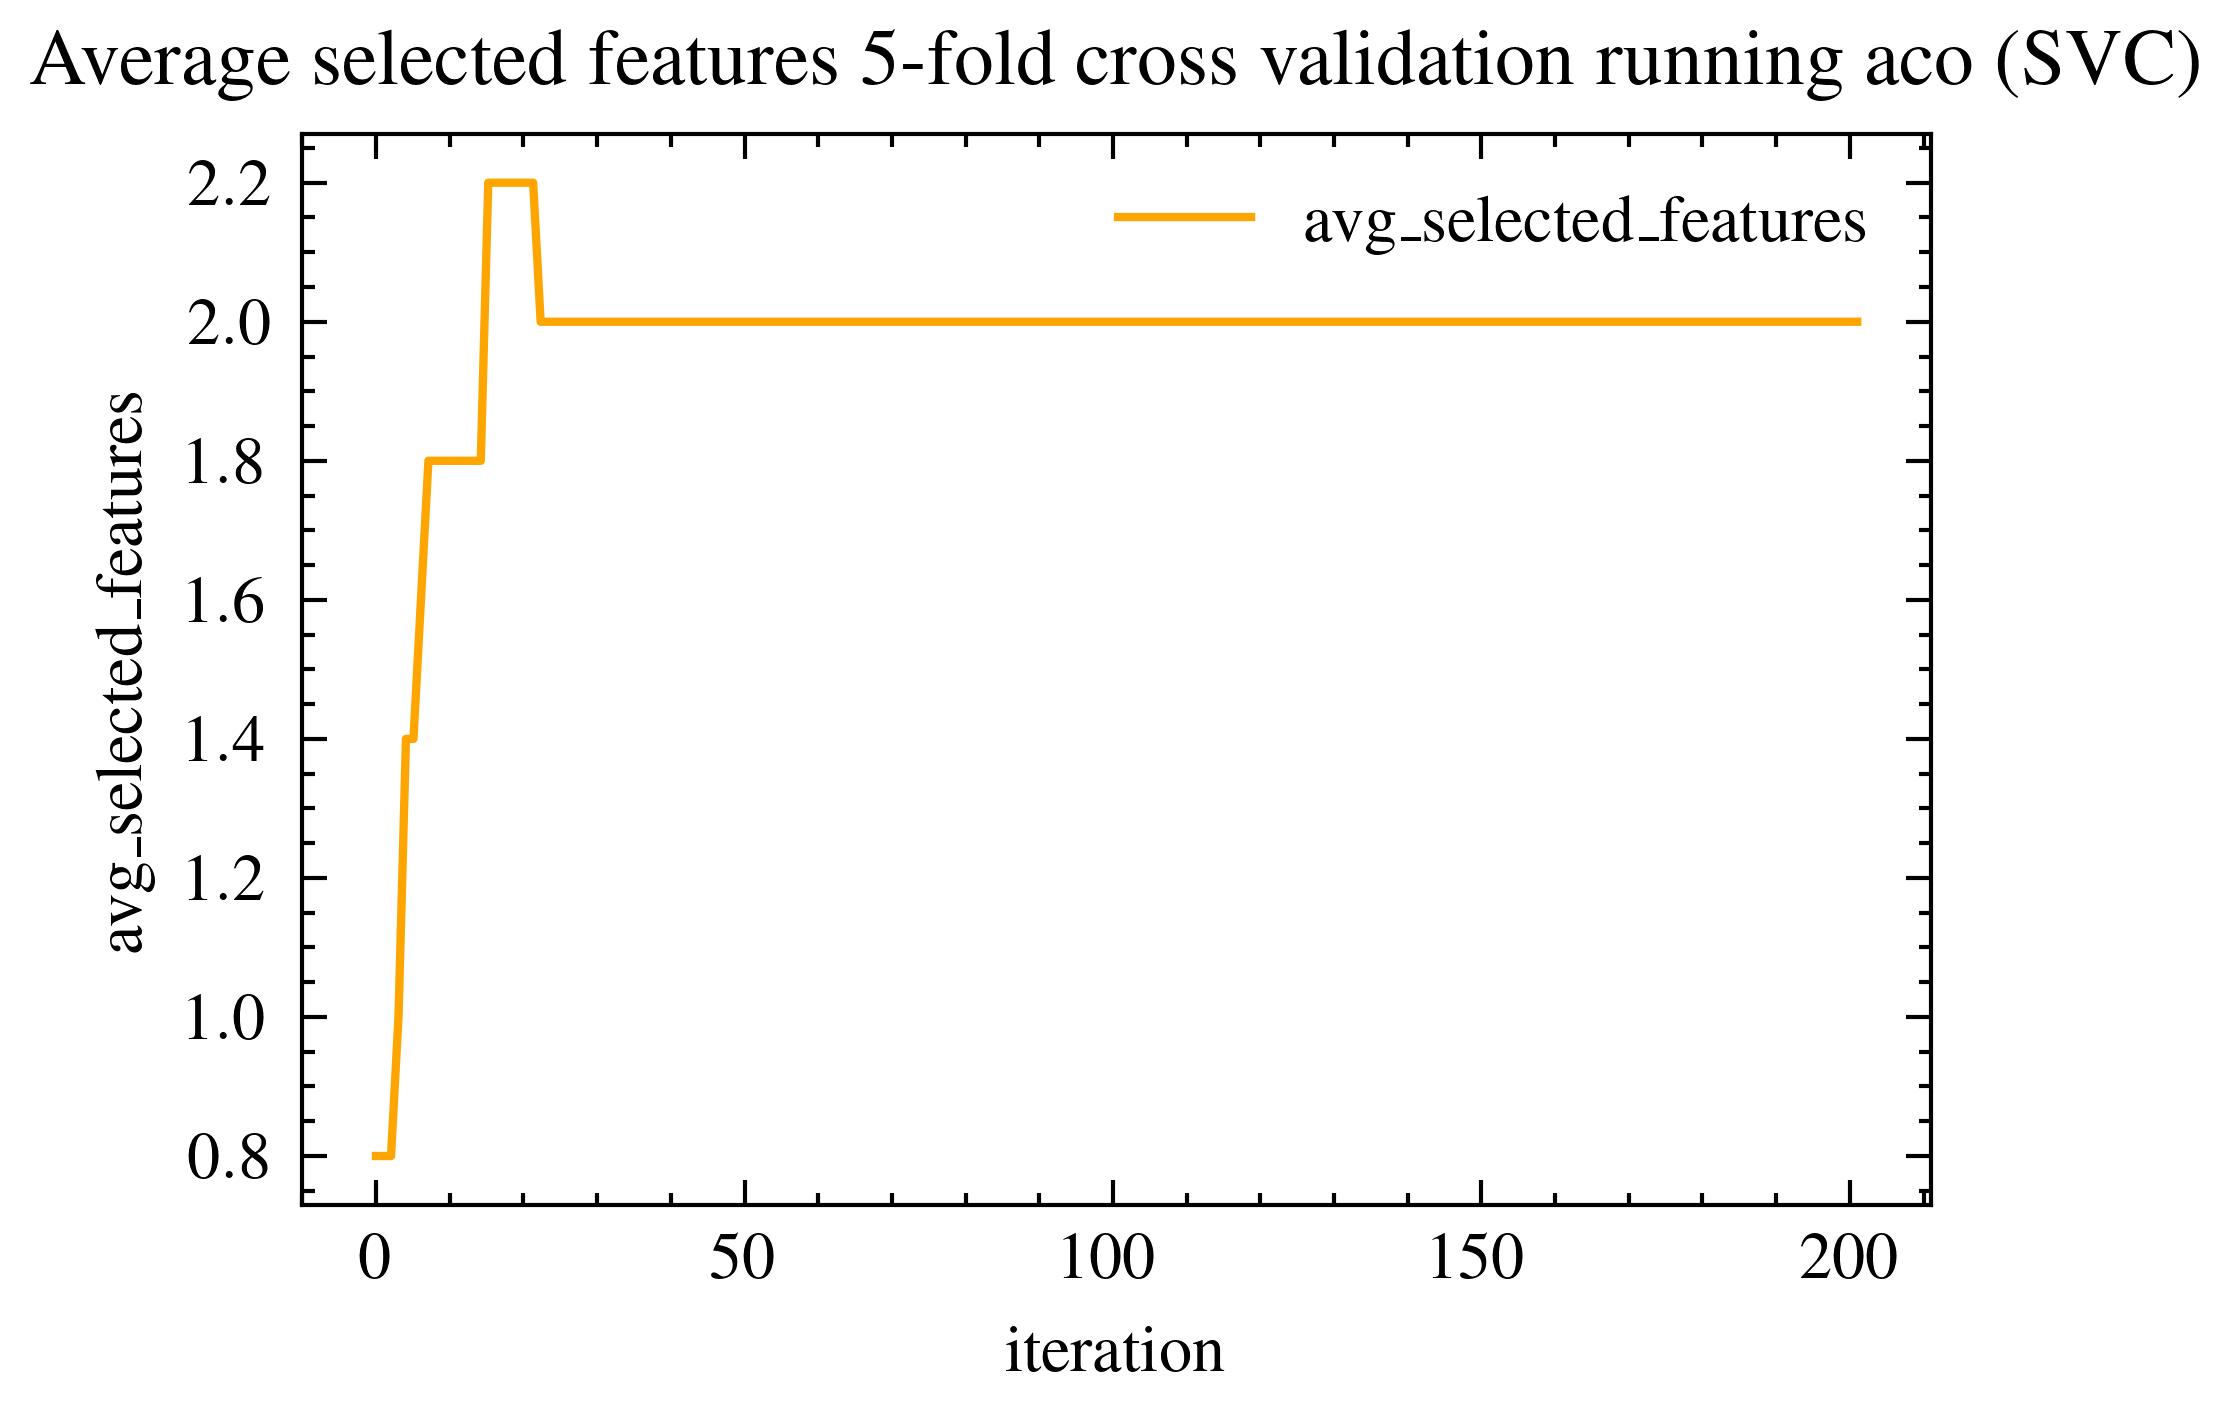 Average selected features 5-fold cross validation running aco (SVC)
avg_selected_features
avg_selected_features
2.2
2.0
1.8
1.6
1.4
1.2
1.0
0.8
0 50 100 150 200
iteration